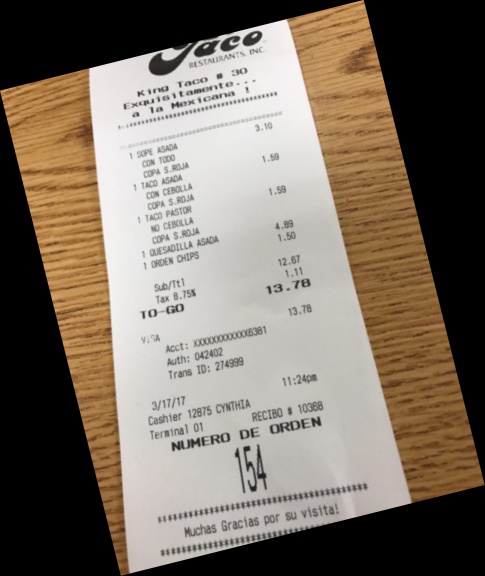 Taco
RESTAURANTS, INC.
King Taco # 30
Exquisitamente...
a la Mexicana !
1 SOPE ASADA 3.10
CON TODO
COPA S.ROJA
1 TACO ASADA 1.59
CON CEBOLLA
COPA S.ROJA
1 TACO PASTOR 1.59
NO CEBOLLA
COPA S.ROJA
1 QUESADILLA ASADA 4.89
1 ORDEN CHIPS 1.50
Sub/Ttl 12.67
Tax 8.75% 1.11
TO-GO 13.78
VISA 13.78
Acct: XXXXXXXXXXXX6381
Auth: 042402
Trans ID: 274999
3/17/17 11:24pm
Cashier 12875 CYNTHIA
Terminal 01 RECIBO # 10368
NUMERO DE ORDEN
154
*******************************
Muchas Gracias por su visita!
*******************************